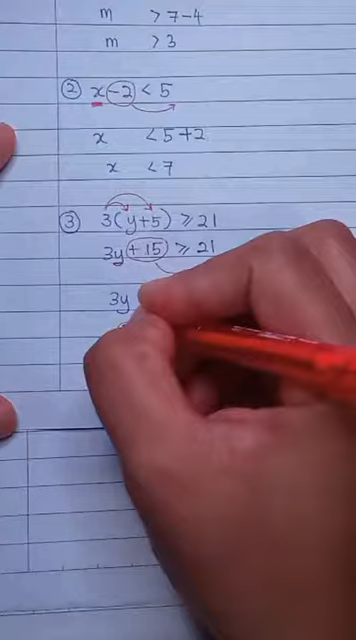 m > 7-4
m > 3
② x -2 < 5
x < 5+2
x < 7
③ 3(y+5) ≥ 21
3y +15 ≥ 21
3y